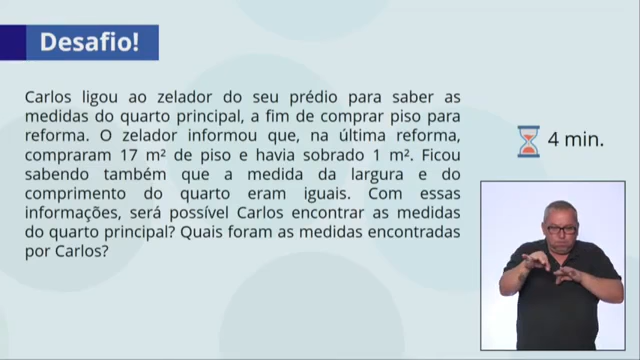 Desafio!
Carlos ligou ao zelador do seu prédio para saber as
medidas do quarto principal, a fim de comprar piso para
reforma. O zelador informou que, na última reforma,
compraram 17 m² de piso e havia sobrado 1 m². Ficou
sabendo também que a medida da largura e do
comprimento do quarto eram iguais. Com essas
informações, será possível Carlos encontrar as medidas
do quarto principal? Quais foram as medidas encontradas
por Carlos?
4 min.